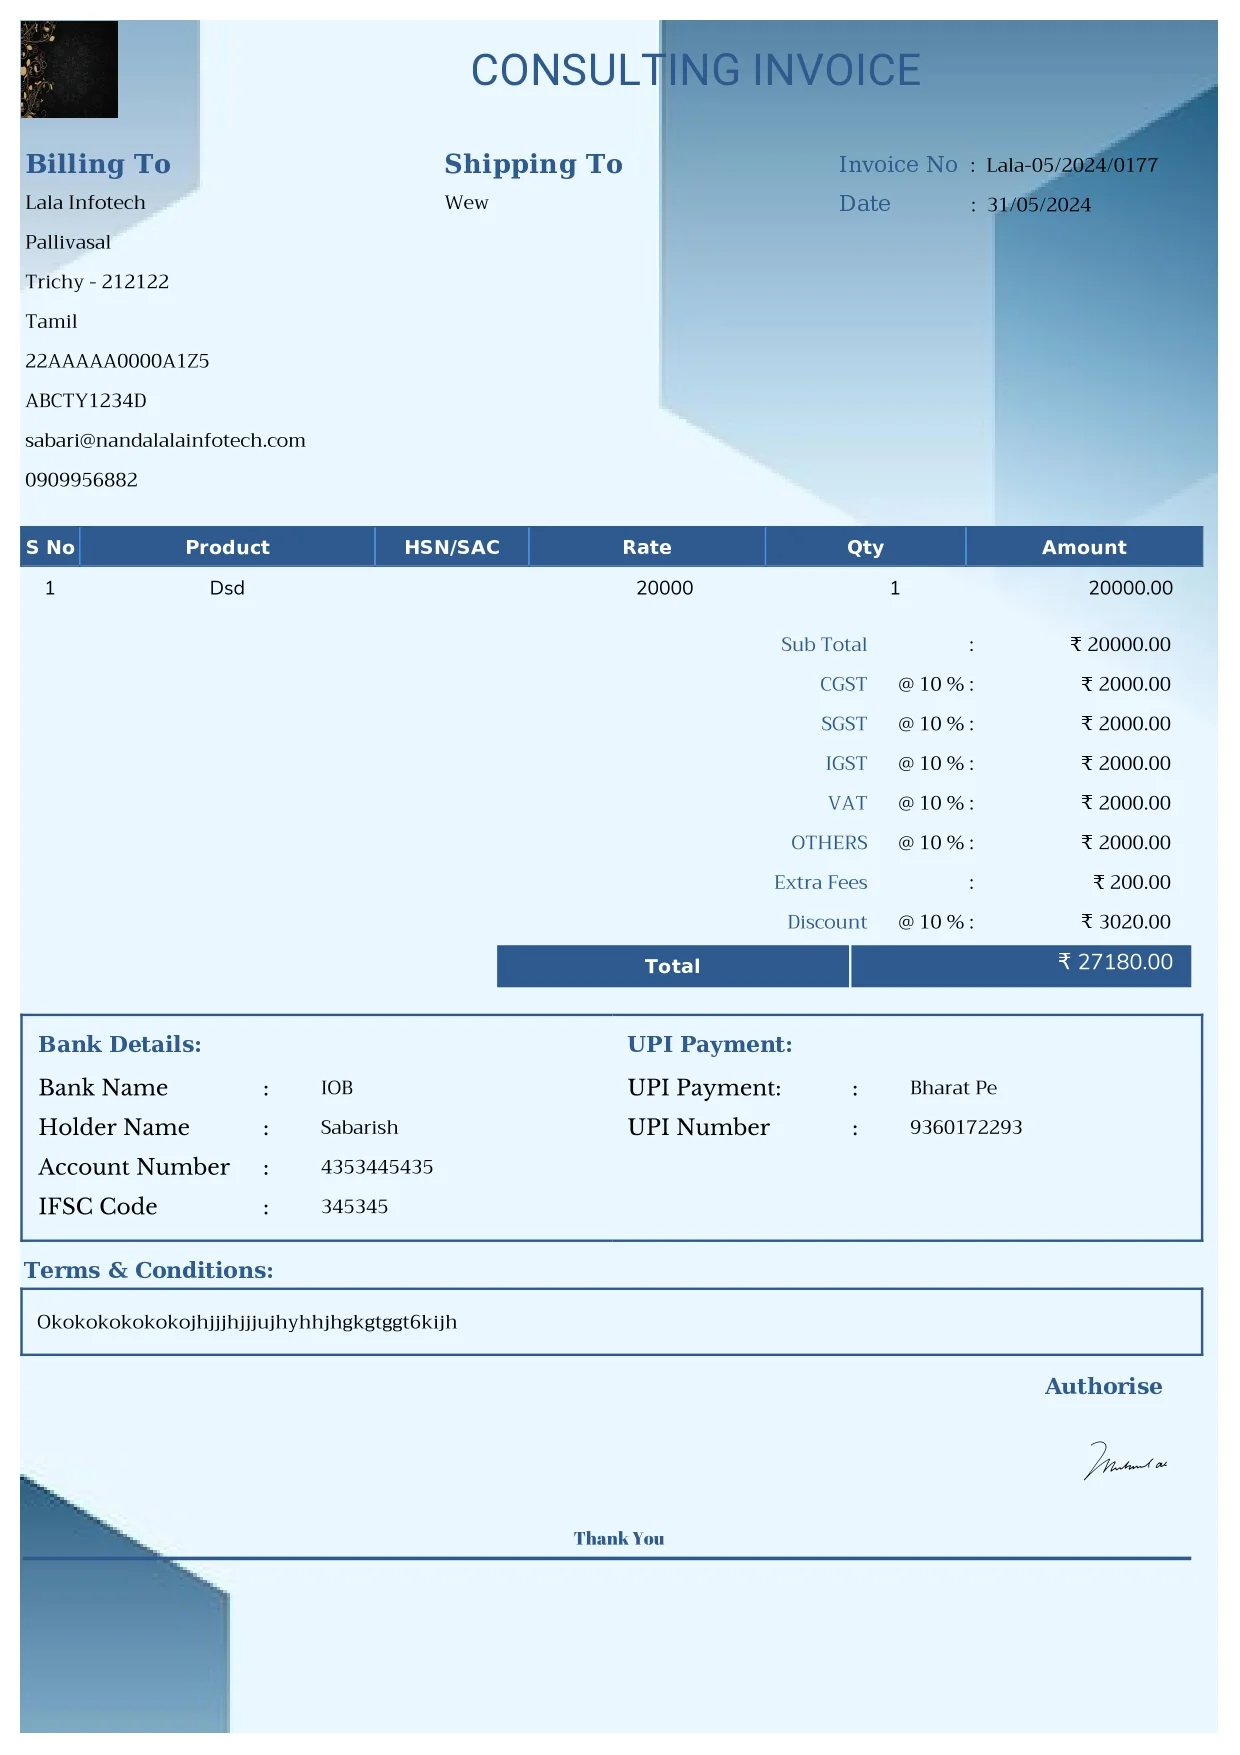 CONSULTING INVOICE
Billing To
Lala Infotech
Pallivasal
Trichy - 212122
Tamil
22AAAAA0000A1Z5
ABCTY1234D
sabari@nandalalainfotech.com
0909956882
Shipping To
Wew
Invoice No : Lala-05/2024/0177
Date : 31/05/2024
S No Product HSN/SAC Rate Qty Amount
1 Dsd 20000 1 20000.00
Sub Total : ₹ 20000.00
CGST @ 10 % : ₹ 2000.00
SGST @ 10 % : ₹ 2000.00
IGST @ 10 % : ₹ 2000.00
VAT @ 10 % : ₹ 2000.00
OTHERS @ 10 % : ₹ 2000.00
Extra Fees : ₹ 200.00
Discount @ 10 % : ₹ 3020.00
Total ₹ 27180.00
Bank Details:
Bank Name : IOB
Holder Name : Sabarish
Account Number : 4353445435
IFSC Code : 345345
UPI Payment:
UPI Payment: : Bharat Pe
UPI Number : 9360172293
Terms & Conditions:
Okokokokokokojhjjjhjjjujhyhhjhgkgtggt6kijh
Authorise
Thank You